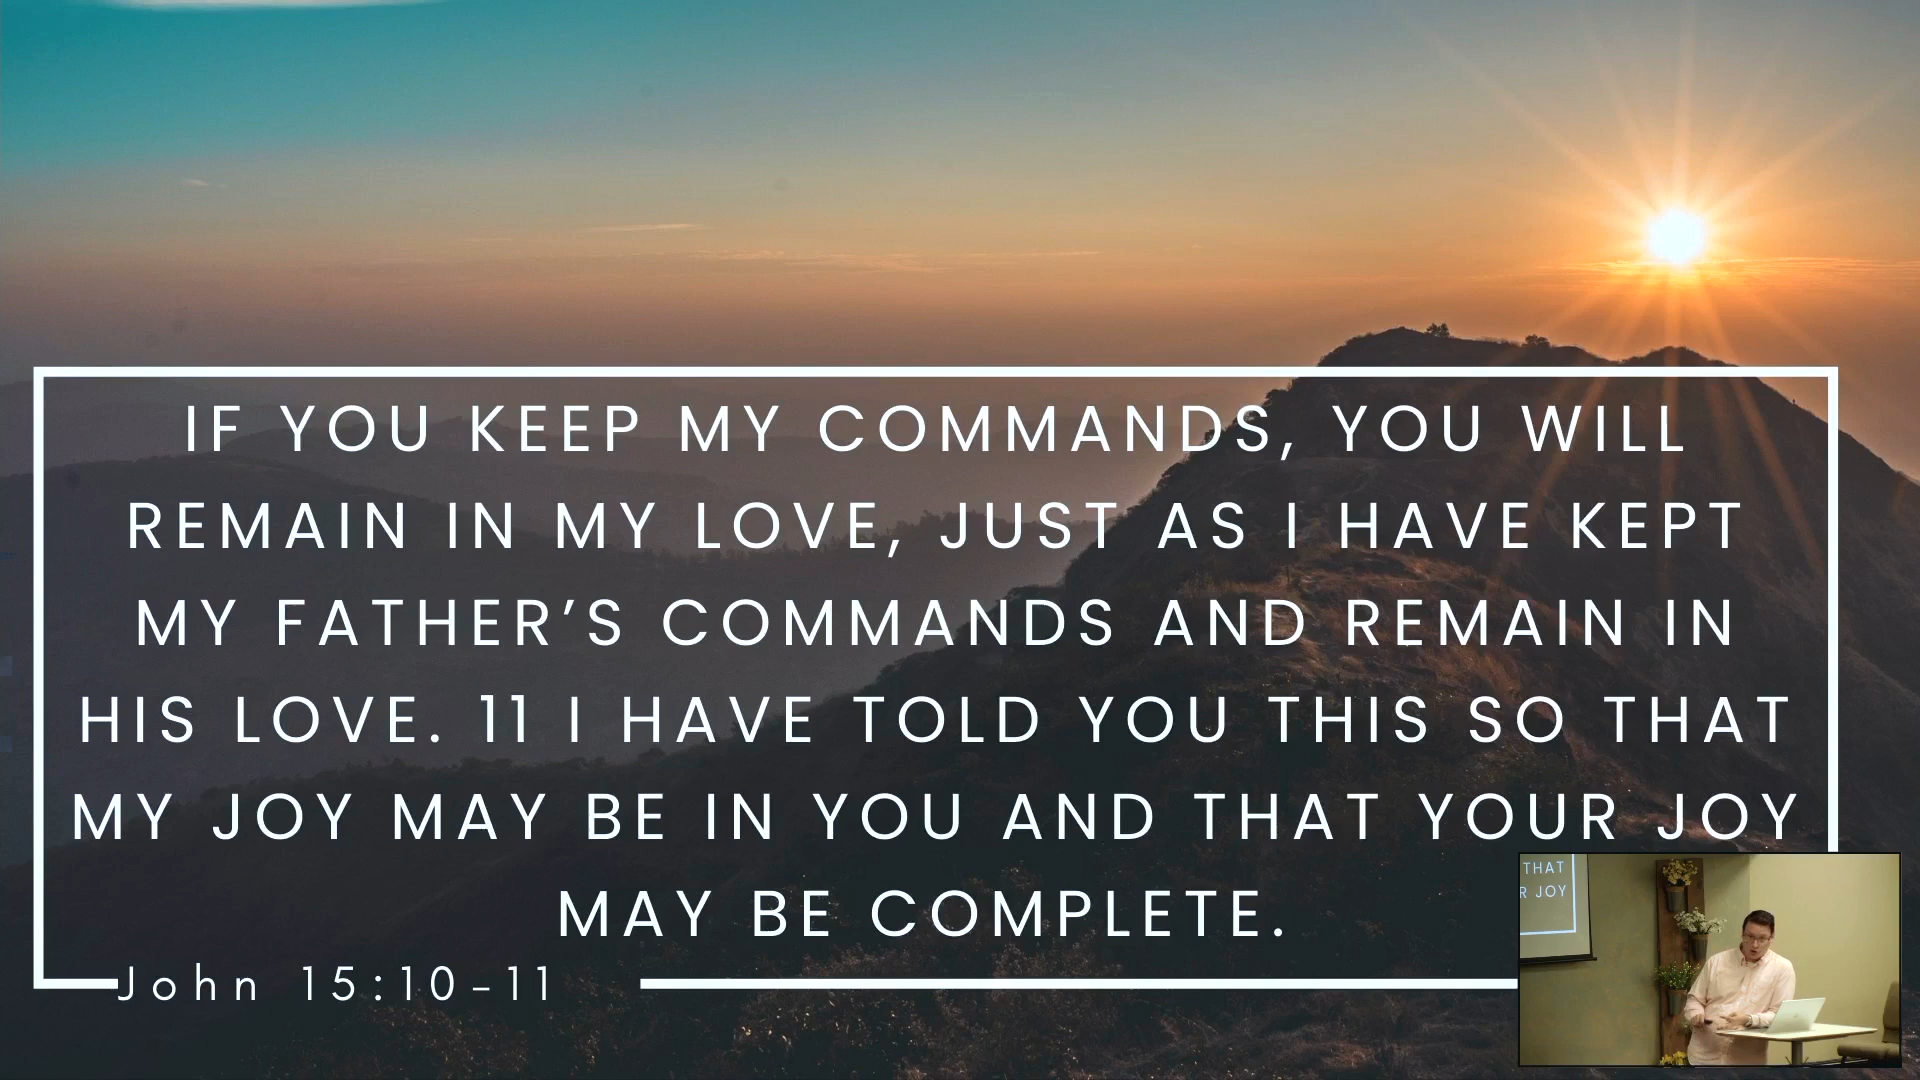 IF YOU KEEP MY COMMANDS, YOU WILL
REMAIN IN MY LOVE, JUST AS I HAVE KEPT
MY FATHER’S COMMANDS AND REMAIN IN
HIS LOVE. 11 I HAVE TOLD YOU THIS SO THAT
MY JOY MAY BE IN YOU AND THAT YOUR JOY
MAY BE COMPLETE.
John 15:10-11
THAT
R JOY